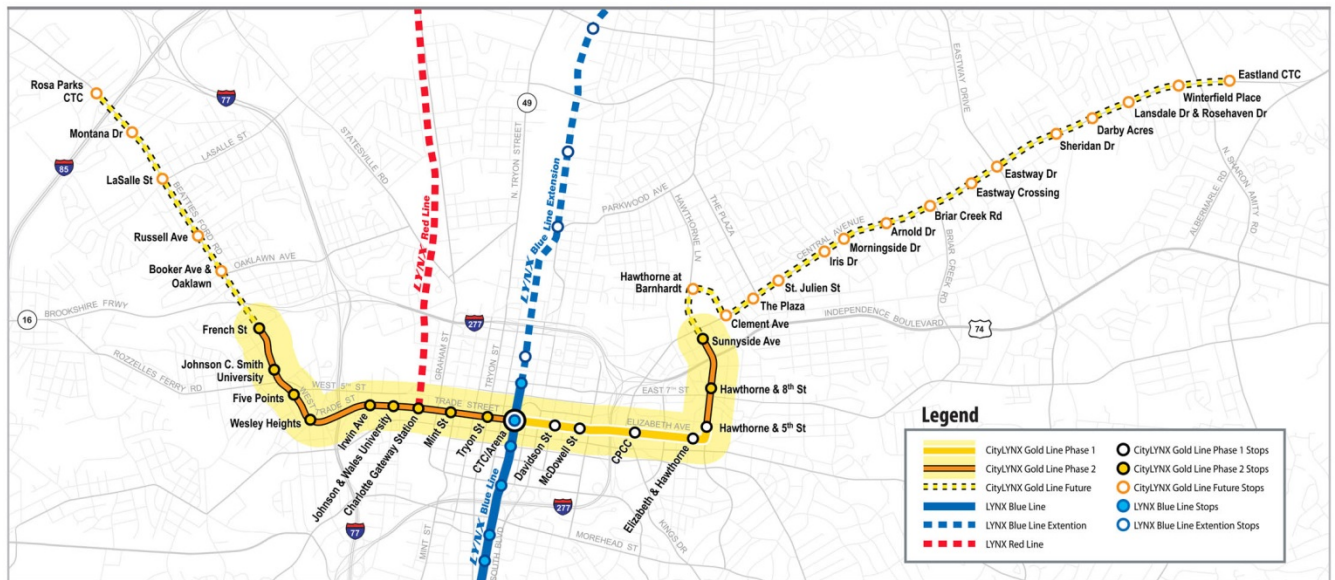 Rosa Parks
CTC
Montana Dr
LaSalle St
Russell Ave
Booker Ave &
Oaklawn
French St
Johnson C. Smith
University
Five Points
Wesley Heights
Irwin Ave
Johnson & Wales University
Charlotte Gateway Station
Mint St
Tryon St
CTC/Arena
Davidson St
McDowell St
CPCC
Elizabeth & Hawthorne
Hawthorne & 5th St
Hawthorne & 8th St
Sunnyside Ave
Hawthorne at
Barnhardt
Clement Ave
The Plaza
St. Julien St
Iris Dr
Morningside Dr
Arnold Dr
Briar Creek Rd
Eastway Crossing
Eastway Dr
Sheridan Dr
Darby Acres
Lansdale Dr & Rosehaven Dr
Winterfield Place
Eastland CTC
LYNX Red Line
LYNX Blue Line Extension
LYNX Blue Line
77
85
49
16
277
74
277
77
LASALLE ST
BEATTIES FORD RD
OAKLAWN AVE
BROOKSHIRE FRWY
ROZZELLES FERRY RD
STATESVILLE RD
N. TRYON STREET
GRAHAM ST
TRYON ST
WEST 5TH ST
WEST TRADE ST
TRADE STREET
EAST 7TH ST
ELIZABETH AVE
PARKWOOD AVE
HAWTHORNE LN
THE PLAZA
CENTRAL AVENUE
INDEPENDENCE BOULEVARD
EASTWAY DRIVE
BRIAR CREEK RD
ALBERMARLE RD
N. SHARON AMITY RD
MINT ST
SOUTH BLVD
MOREHEAD ST
KINGS DR
Legend
CityLYNX Gold Line Phase 1
CityLYNX Gold Line Phase 2
CityLYNX Gold Line Future
LYNX Blue Line
LYNX Blue Line Extention
LYNX Red Line
CityLYNX Gold Line Phase 1 Stops
CityLYNX Gold Line Phase 2 Stops
CityLYNX Gold Line Future Stops
LYNX Blue Line Stops
LYNX Blue Line Extention Stops